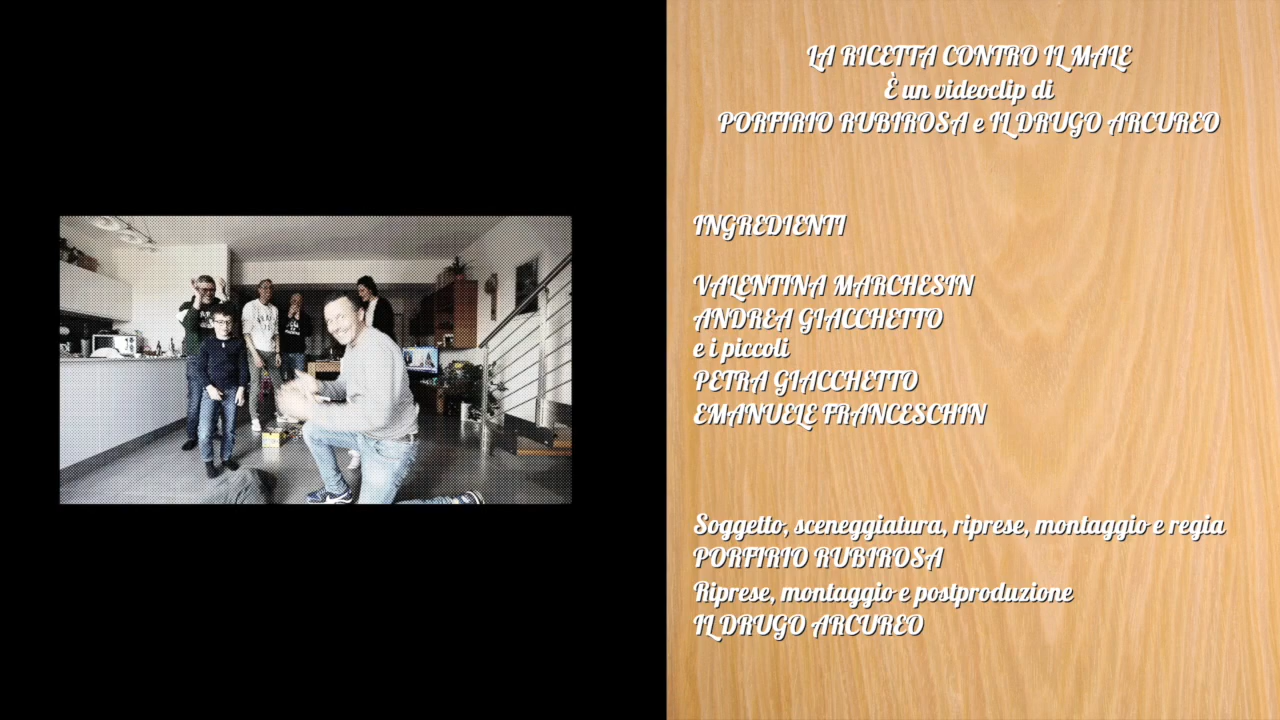 LA RICETTA CONTRO IL MALE
È un videoclip di
PORFIRIO RUBIROSA e IL DRUGO ARCUREO
INGREDIENTI
VALENTINA MARCHESIN
ANDREA GIACCHETTO
e i piccoli
PETRA GIACCHETTO
EMANUELE FRANCESCHIN
Soggetto, sceneggiatura, riprese, montaggio e regia
PORFIRIO RUBIROSA
Riprese, montaggio e postproduzione
IL DRUGO ARCUREO